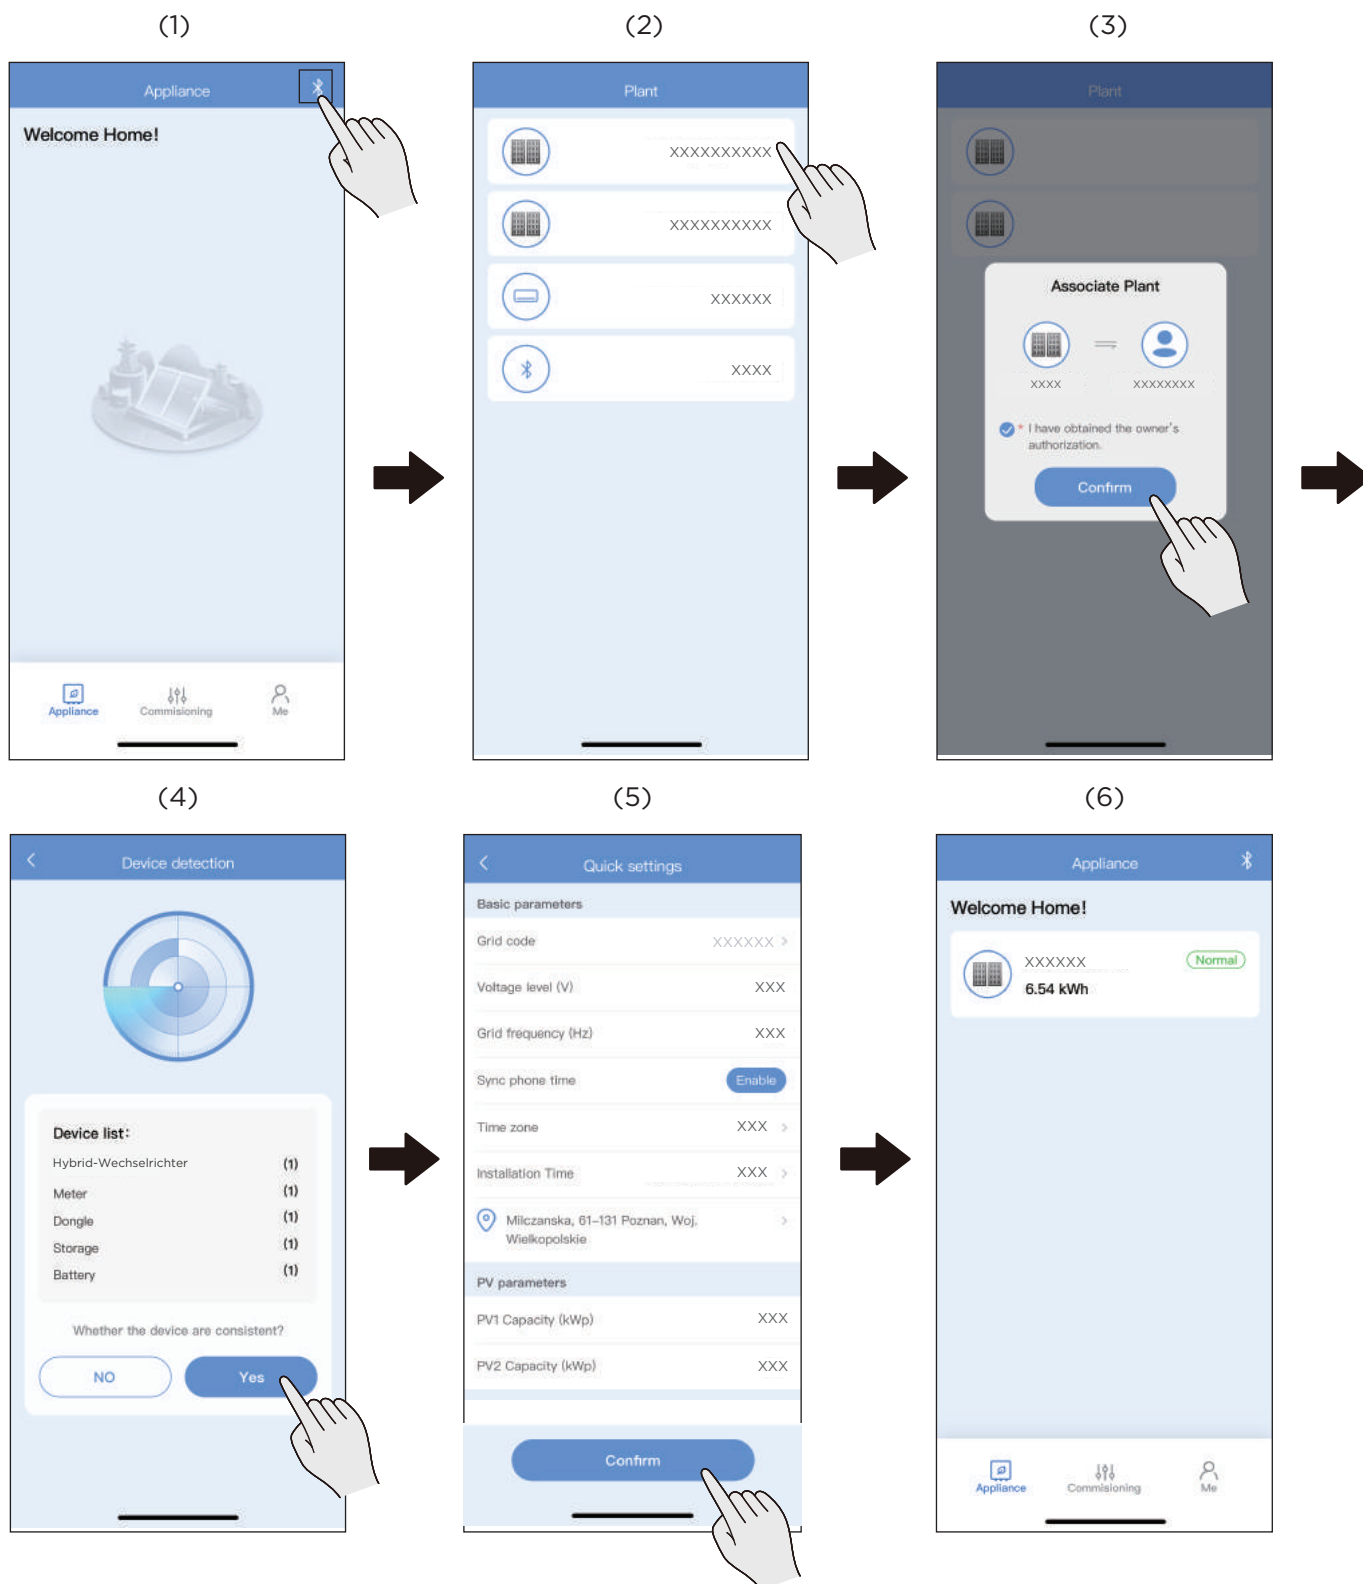 (1)
Appliance
Welcome Home!
Appliance
Commisioning
Me
(2)
Plant
XXXXXXXXXX
XXXXXXXXXX
XXXXXX
XXXX
(3)
Plant
Associate Plant
XXXX
XXXXXXXX
* I have obtained the owner's
authorization.
Confirm
(4)
Device detection
Device list:
Hybrid-Wechselrichter (1)
Meter (1)
Dongle (1)
Storage (1)
Battery (1)
Whether the device are consistent?
NO
Yes
(5)
Quick settings
Basic parameters
Grid code XXXXXX >
Voltage level (V) XXX
Grid frequency (Hz) XXX
Sync phone time Enable
Time zone XXX >
Installation Time XXX >
Milczanska, 61-131 Poznan, Woj. >
Wielkopolskie
PV parameters
PV1 Capacity (kWp) XXX
PV2 Capacity (kWp) XXX
Confirm
(6)
Appliance
Welcome Home!
XXXXXX
Normal
6.54 kWh
Appliance
Commisioning
Me